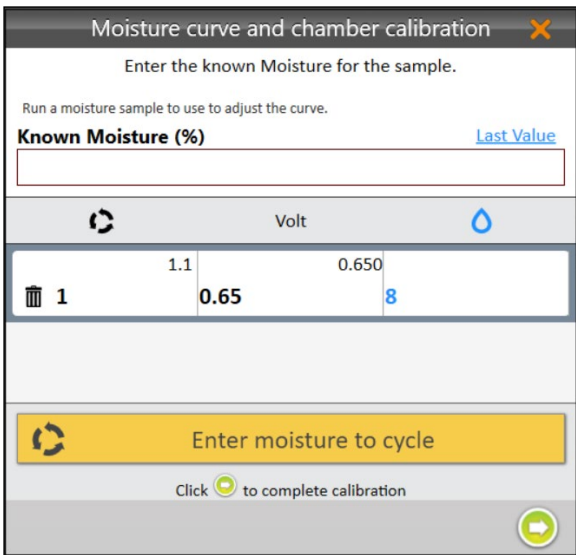 Moisture curve and chamber calibration
Enter the known Moisture for the sample.
Run a moisture sample to use to adjust the curve.
Known Moisture (%) Last Value
Volt
1.1 0.650
1 0.65 8
Enter moisture to cycle
Click to complete calibration